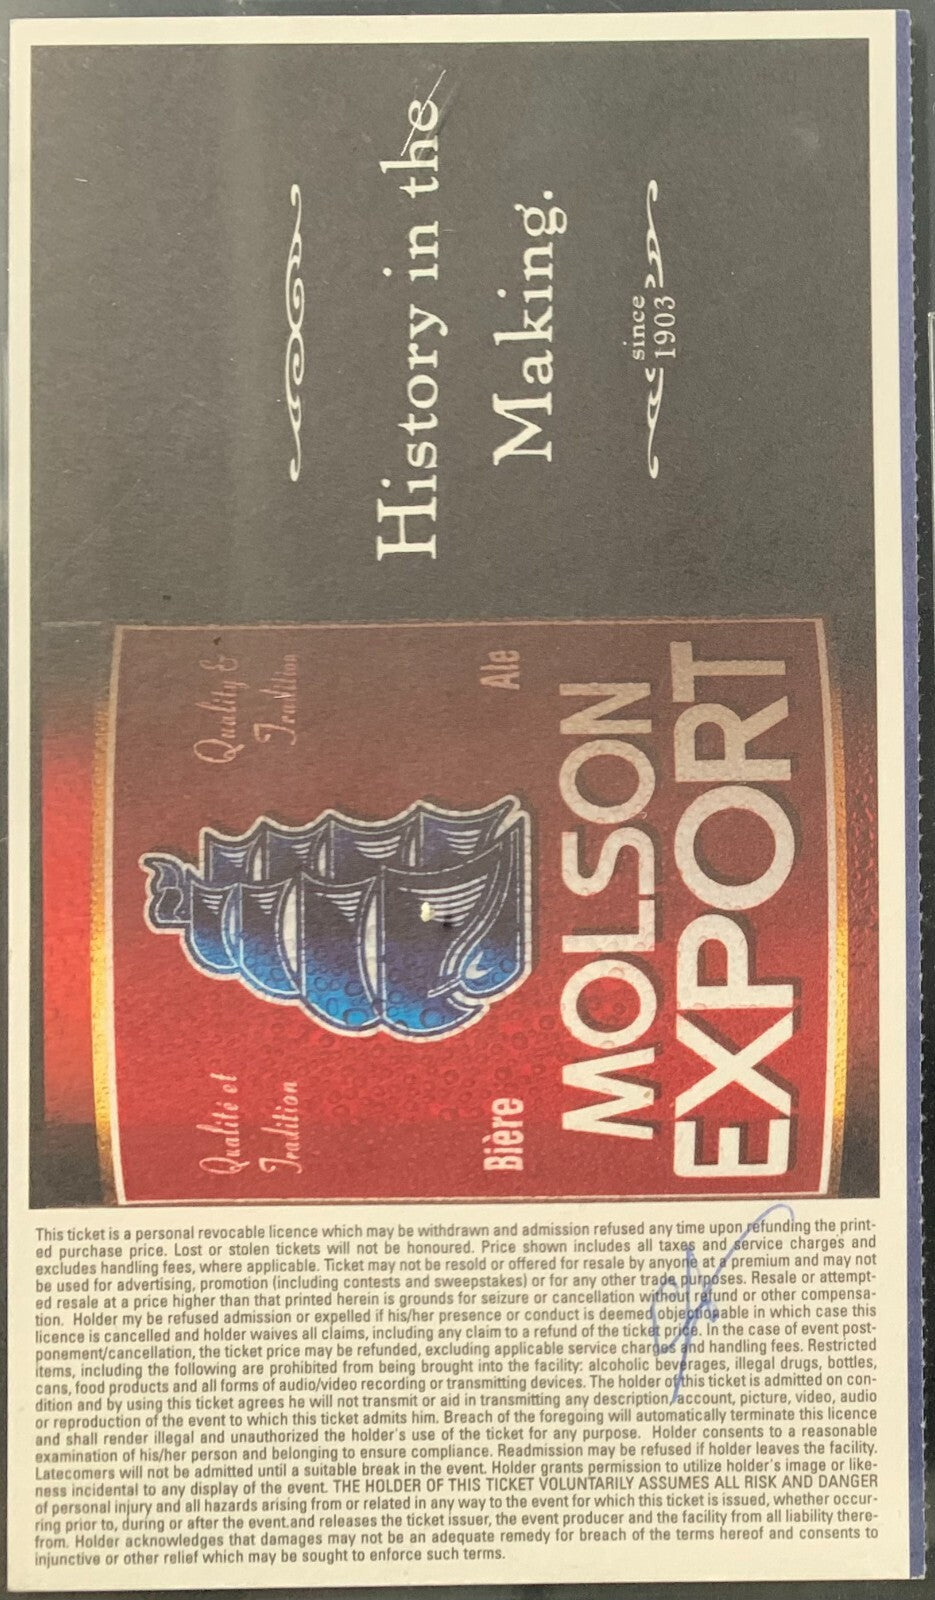 History in the
Making.
since
1903
Qualité et
Tradition
Quality &
Tradition
Bière
Ale
MOLSON
EXPORT
This ticket is a personal revocable licence which may be withdrawn and admission refused any time upon refunding the print-
ed purchase price. Lost or stolen tickets will not be honoured. Price shown includes all taxes and service charges and
excludes handling fees, where applicable. Ticket may not be resold or offered for resale by anyone at a premium and may not
be used for advertising, promotion (including contests and sweepstakes) or for any other trade purposes. Resale or attempt-
ed resale at a price higher than that printed herein is grounds for seizure or cancellation without refund or other compensa-
tion. Holder my be refused admission or expelled if his/her presence or conduct is deemed objectionable in which case this
licence is cancelled and holder waives all claims, including any claim to a refund of the ticket price. In the case of event post-
ponement/cancellation, the ticket price may be refunded, excluding applicable service charges and handling fees. Restricted
items, including the following are prohibited from being brought into the facility: alcoholic beverages, illegal drugs, bottles,
cans, food products and all forms of audio/video recording or transmitting devices. The holder of this ticket is admitted on con-
dition and by using this ticket agrees he will not transmit or aid in transmitting any description, account, picture, video, audio
or reproduction of the event to which this ticket admits him. Breach of the foregoing will automatically terminate this licence
and shall render illegal and unauthorized the holder's use of the ticket for any purpose. Holder consents to a reasonable
examination of his/her person and belonging to ensure compliance. Readmission may be refused if holder leaves the facility.
Latecomers will not be admitted until a suitable break in the event. Holder grants permission to utilize holder's image or like-
ness incidental to any display of the event. THE HOLDER OF THIS TICKET VOLUNTARILY ASSUMES ALL RISK AND DANGER
of personal injury and all hazards arising from or related in any way to the event for which this ticket is issued, whether occur-
ring prior to, during or after the event.and releases the ticket issuer, the event producer and the facility from all liability there-
from. Holder acknowledges that damages may not be an adequate remedy for breach of the terms hereof and consents to
injunctive or other relief which may be sought to enforce such terms.